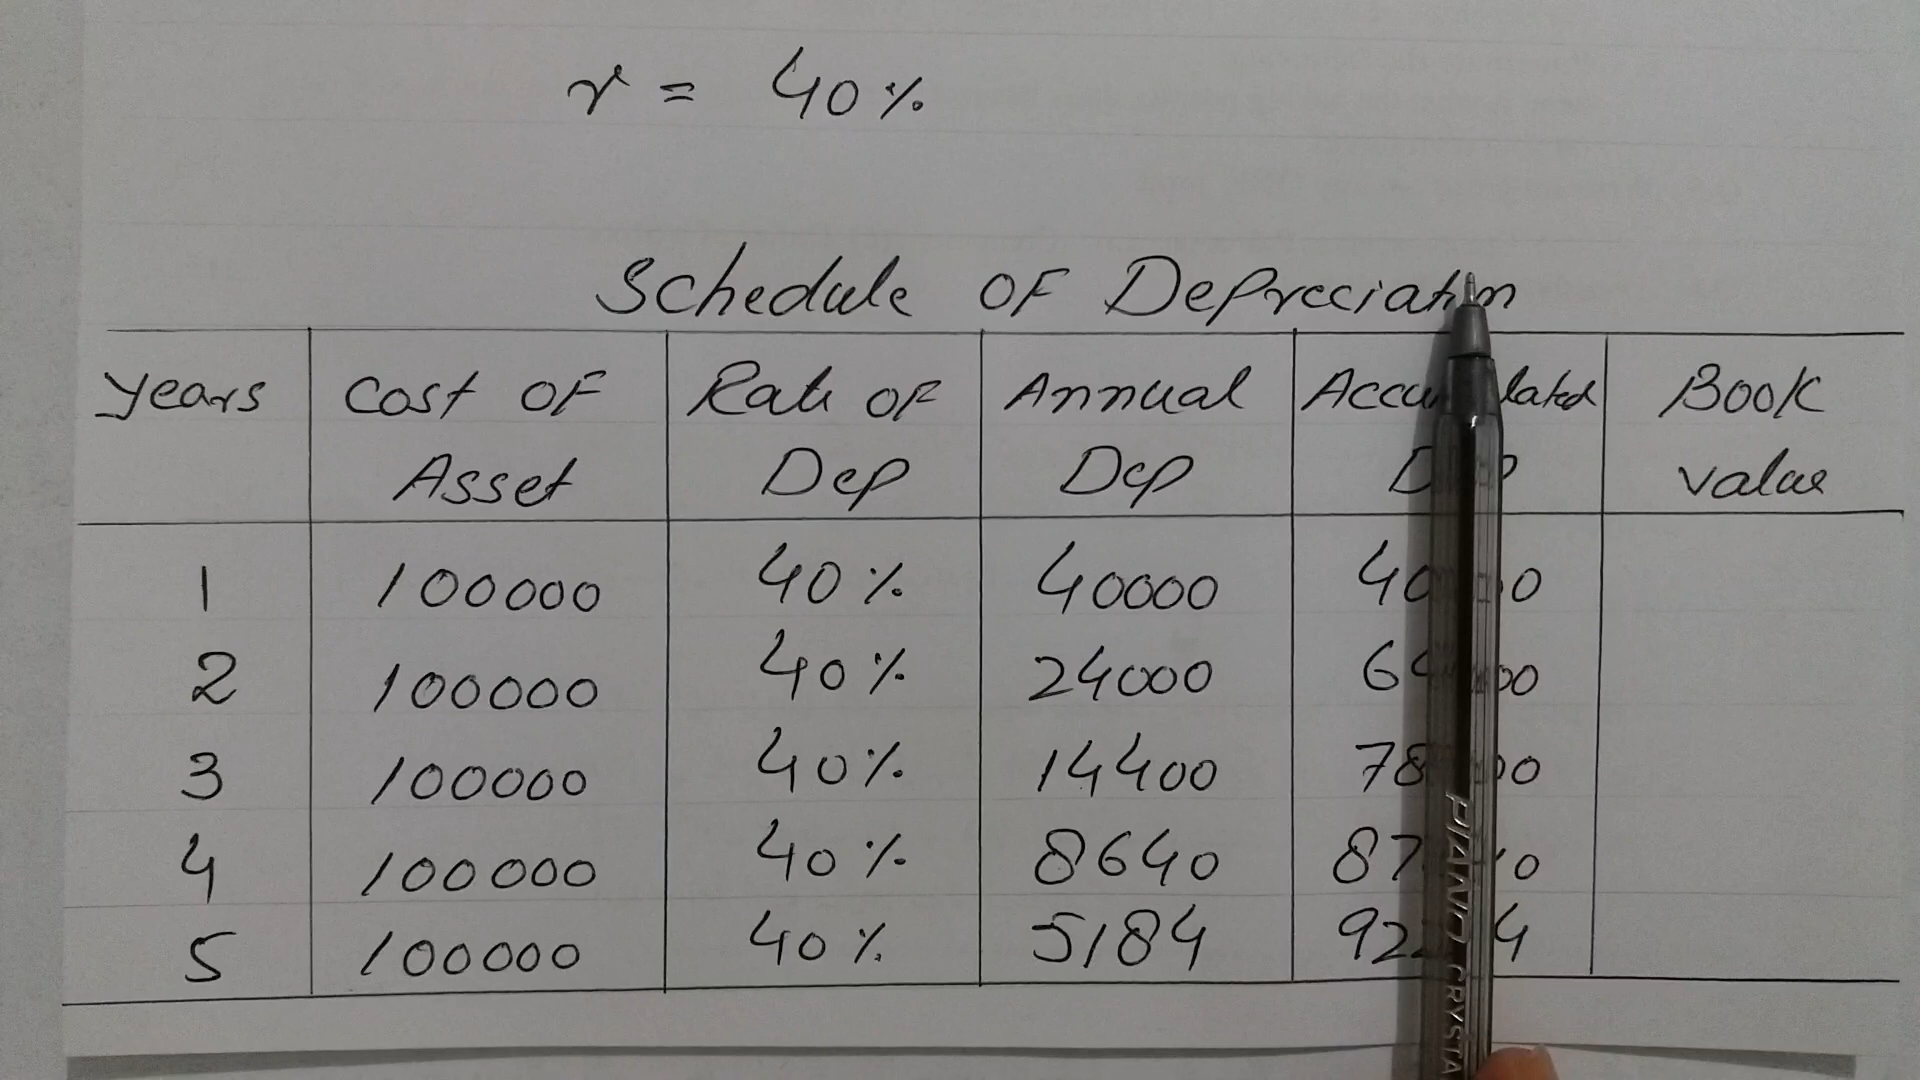 r = 40%
Schedule of Depreciation
Years Cost of Rate of Annual Book
Asset Dep Dep value
1 100000 40% 40000
2 100000 40% 24000
3 100000 40% 14400
4 100000 40% 8640
5 100000 40% 5184
PIANO CRYSTA